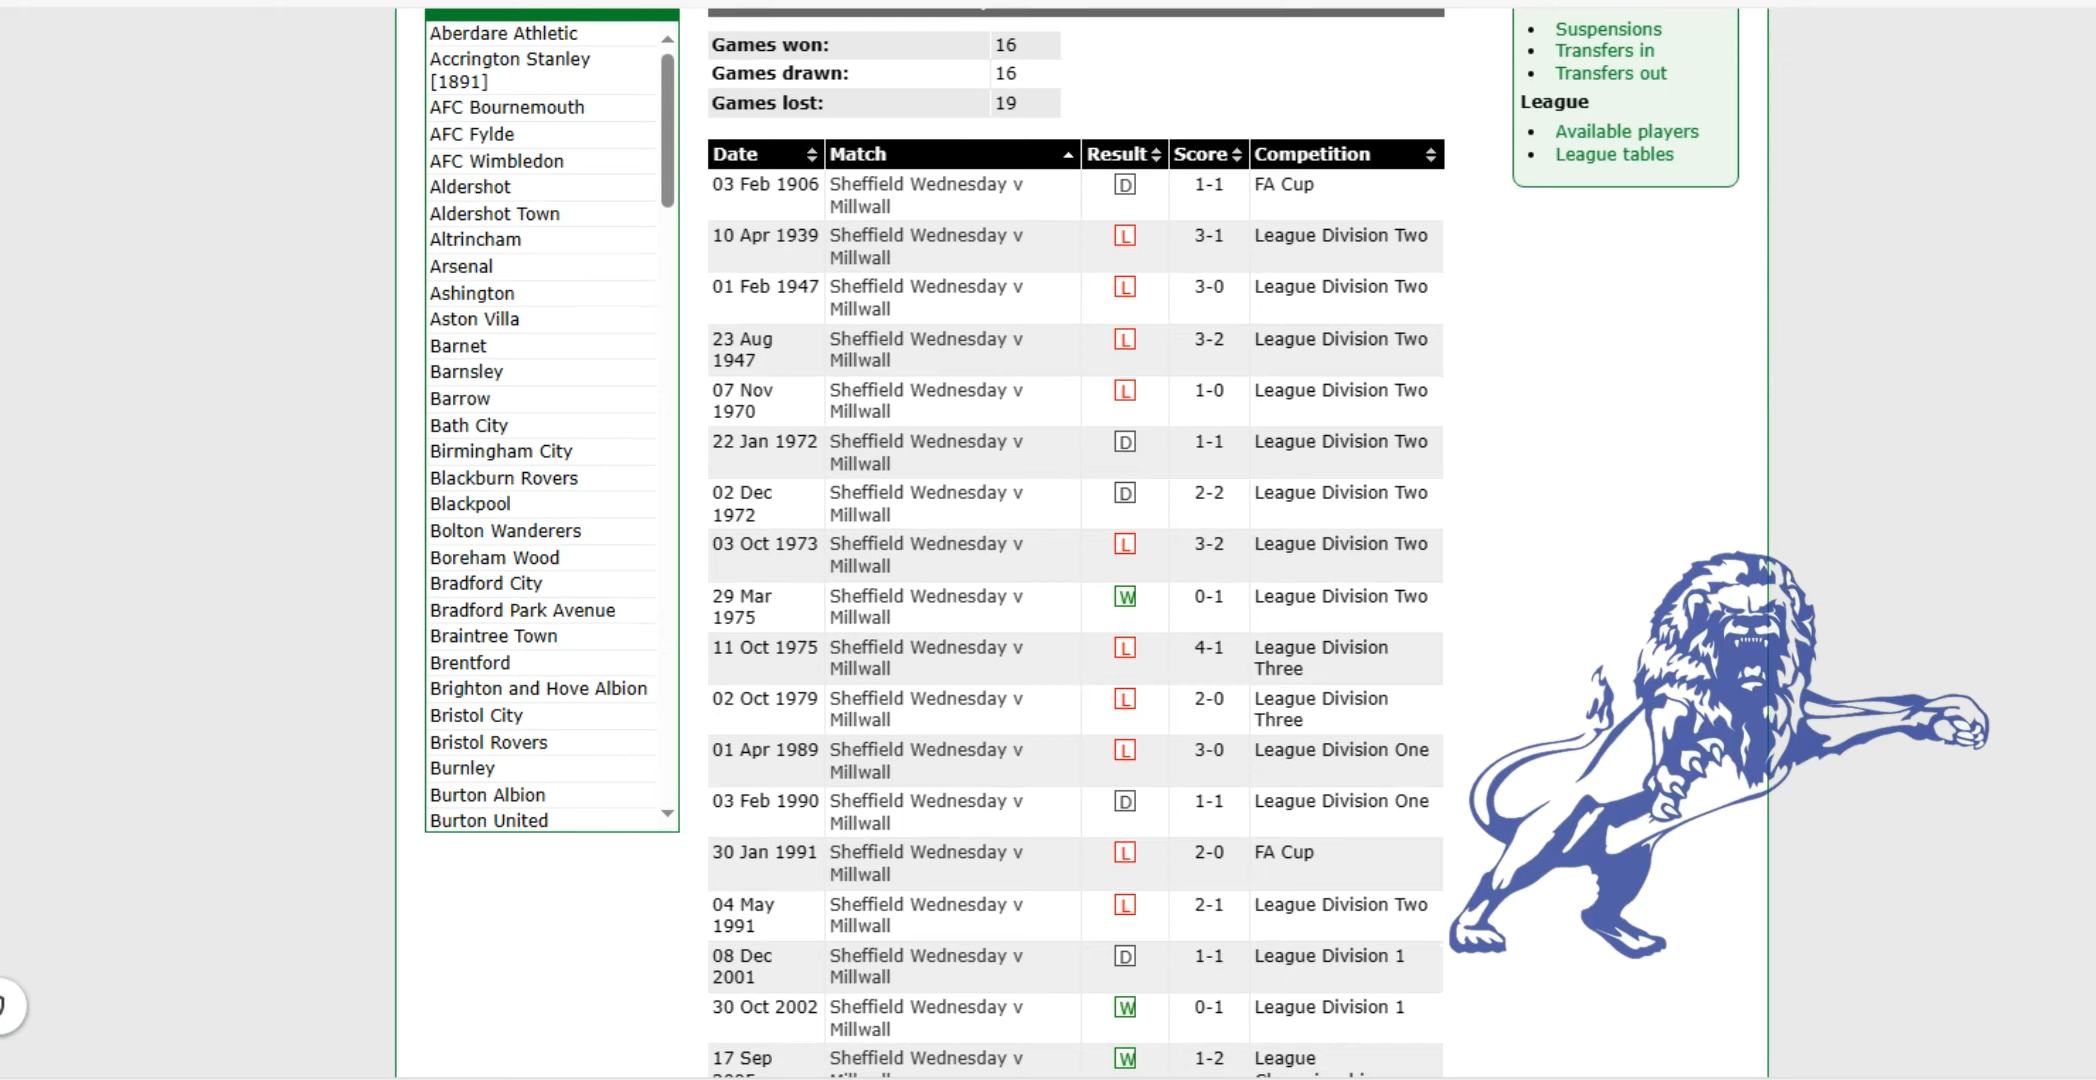 Aberdare Athletic
Accrington Stanley
[1891]
AFC Bournemouth
AFC Fylde
AFC Wimbledon
Aldershot
Aldershot Town
Altrincham
Arsenal
Ashington
Aston Villa
Barnet
Barnsley
Barrow
Bath City
Birmingham City
Blackburn Rovers
Blackpool
Bolton Wanderers
Boreham Wood
Bradford City
Bradford Park Avenue
Braintree Town
Brentford
Brighton and Hove Albion
Bristol City
Bristol Rovers
Burnley
Burton Albion
Burton United
Games won: 16
Games drawn: 16
Games lost: 19
Date Match Result Score Competition
03 Feb 1906 Sheffield Wednesday v D 1-1 FA Cup
Millwall
10 Apr 1939 Sheffield Wednesday v L 3-1 League Division Two
Millwall
01 Feb 1947 Sheffield Wednesday v L 3-0 League Division Two
Millwall
23 Aug Sheffield Wednesday v L 3-2 League Division Two
1947 Millwall
07 Nov Sheffield Wednesday v L 1-0 League Division Two
1970 Millwall
22 Jan 1972 Sheffield Wednesday v D 1-1 League Division Two
Millwall
02 Dec Sheffield Wednesday v D 2-2 League Division Two
1972 Millwall
03 Oct 1973 Sheffield Wednesday v L 3-2 League Division Two
Millwall
29 Mar Sheffield Wednesday v W 0-1 League Division Two
1975 Millwall
11 Oct 1975 Sheffield Wednesday v L 4-1 League Division
Millwall Three
02 Oct 1979 Sheffield Wednesday v L 2-0 League Division
Millwall Three
01 Apr 1989 Sheffield Wednesday v L 3-0 League Division One
Millwall
03 Feb 1990 Sheffield Wednesday v D 1-1 League Division One
Millwall
30 Jan 1991 Sheffield Wednesday v L 2-0 FA Cup
Millwall
04 May Sheffield Wednesday v L 2-1 League Division Two
1991 Millwall
08 Dec Sheffield Wednesday v D 1-1 League Division 1
2001 Millwall
30 Oct 2002 Sheffield Wednesday v W 0-1 League Division 1
Millwall
17 Sep Sheffield Wednesday v W 1-2 League
Suspensions
Transfers in
Transfers out
League
Available players
League tables